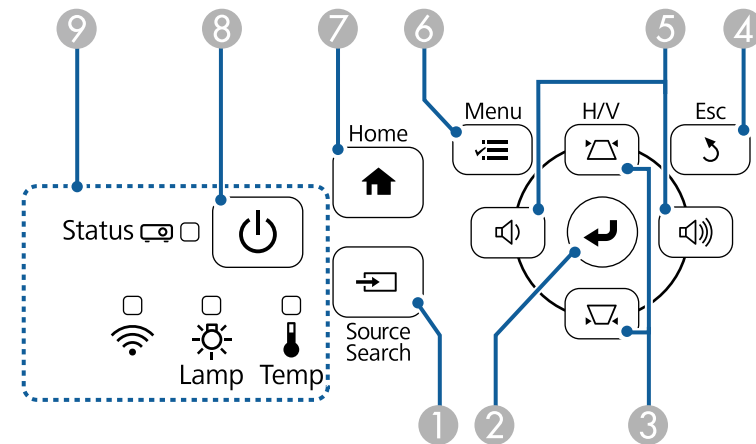 9 8 7 6 5 4
Menu H/V Esc
Home
Status
Source
Search
Lamp Temp
1 2 3